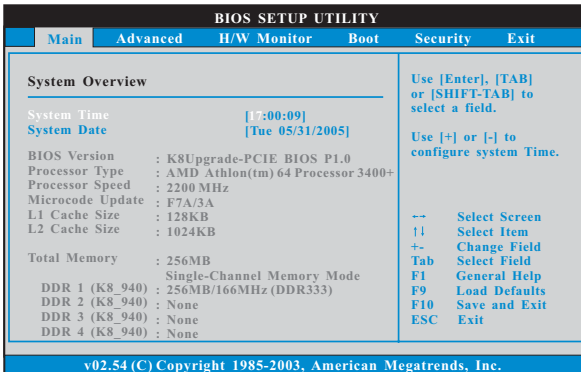 BIOS SETUP UTILITY
Main Advanced H/W Monitor Boot Security Exit
System Overview
System Time [17:00:09]
System Date [Tue 05/31/2005]
BIOS Version : K8Upgrade-PCIE BIOS P1.0
Processor Type : AMD Athlon(tm) 64 Processor 3400+
Processor Speed : 2200 MHz
Microcode Update : F7A/3A
L1 Cache Size : 128KB
L2 Cache Size : 1024KB
Total Memory : 256MB
Single-Channel Memory Mode
DDR 1 (K8_940) : 256MB/166MHz (DDR333)
DDR 2 (K8_940) : None
DDR 3 (K8_940) : None
DDR 4 (K8_940) : None
Use [Enter], [TAB]
or [SHIFT-TAB] to
select a field.
Use [+] or [-] to
configure system Time.
←→ Select Screen
↑↓ Select Item
+- Change Field
Tab Select Field
F1 General Help
F9 Load Defaults
F10 Save and Exit
ESC Exit
v02.54 (C) Copyright 1985-2003, American Megatrends, Inc.